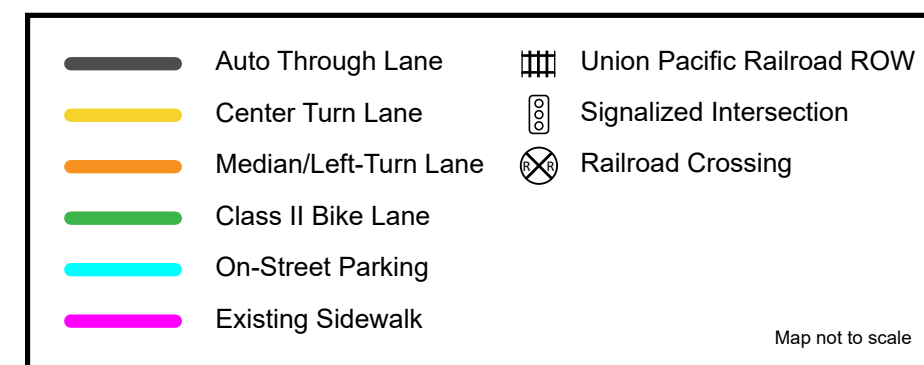 Auto Through Lane
Center Turn Lane
Median/Left-Turn Lane
Class II Bike Lane
On-Street Parking
Existing Sidewalk
Union Pacific Railroad ROW
Signalized Intersection
R R Railroad Crossing
Map not to scale